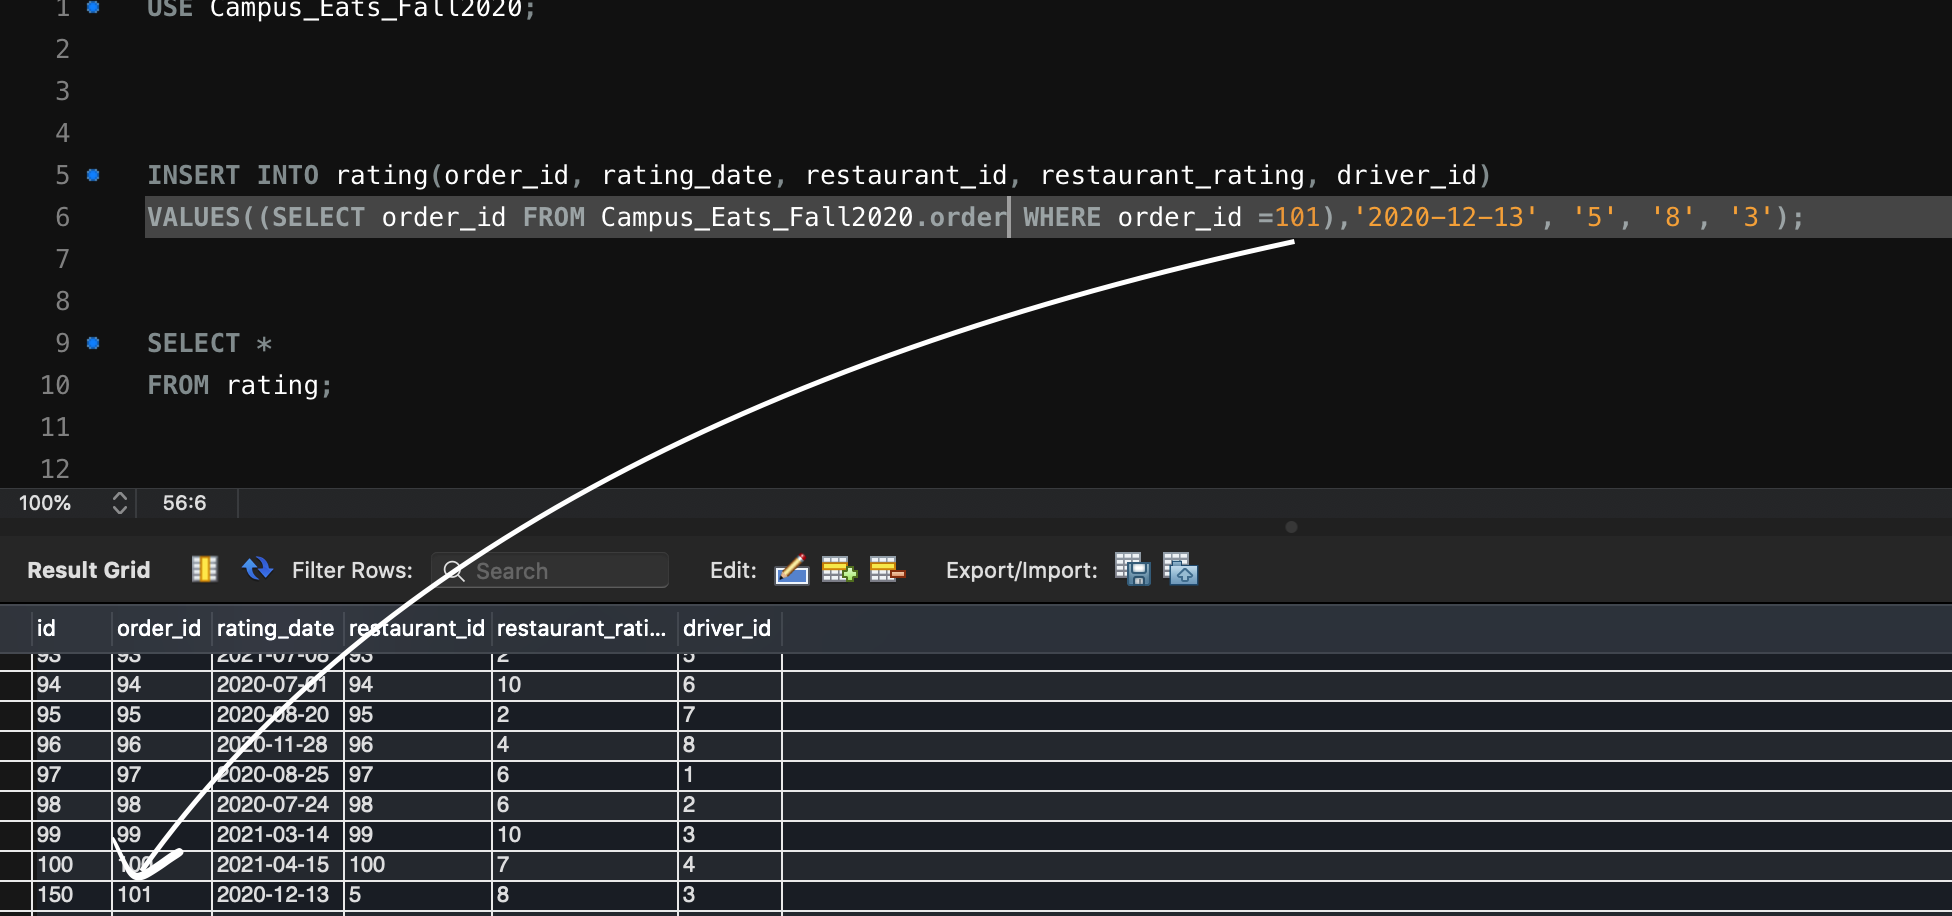 1 USE Campus_Eats_Fall2020;
2
3
4
5 INSERT INTO rating(order_id, rating_date, restaurant_id, restaurant_rating, driver_id)
6 VALUES((SELECT order_id FROM Campus_Eats_Fall2020.order WHERE order_id =101),'2020-12-13', '5', '8', '3');
7
8
9 SELECT *
10 FROM rating;
11
12
100% 56:6
Result Grid Filter Rows: Search Edit: Export/Import:
id order_id rating_date restaurant_id restaurant_rati... driver_id
93 93 2021-07-08 93 2 5
94 94 2020-07-01 94 10 6
95 95 2020-08-20 95 2 7
96 96 2020-11-28 96 4 8
97 97 2020-08-25 97 6 1
98 98 2020-07-24 98 6 2
99 99 2021-03-14 99 10 3
100 100 2021-04-15 100 7 4
150 101 2020-12-13 5 8 3